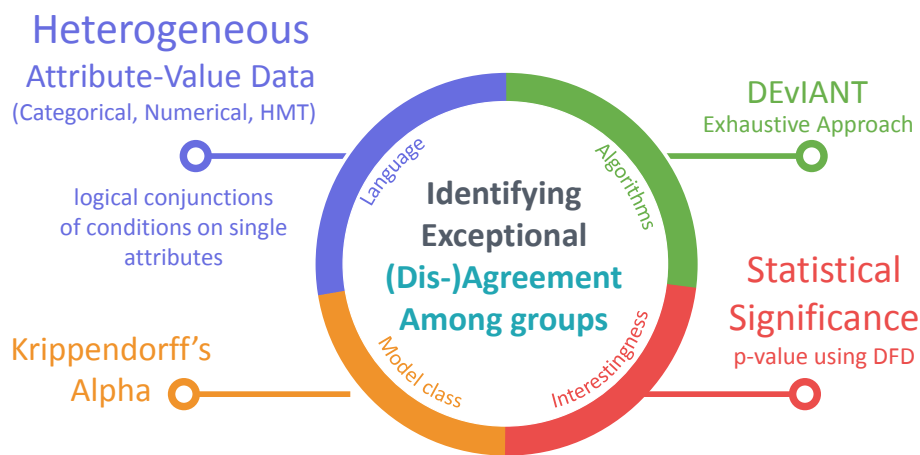 Heterogeneous
Attribute-Value Data
(Categorical, Numerical, HMT)
logical conjunctions
of conditions on single
attributes
Language
Algorithms
DEvIANT
Exhaustive Approach
Identifying
Exceptional
(Dis-)Agreement
Among groups
Krippendorff's
Alpha
Model class
Interestingness
Statistical
Significance
p-value using DFD